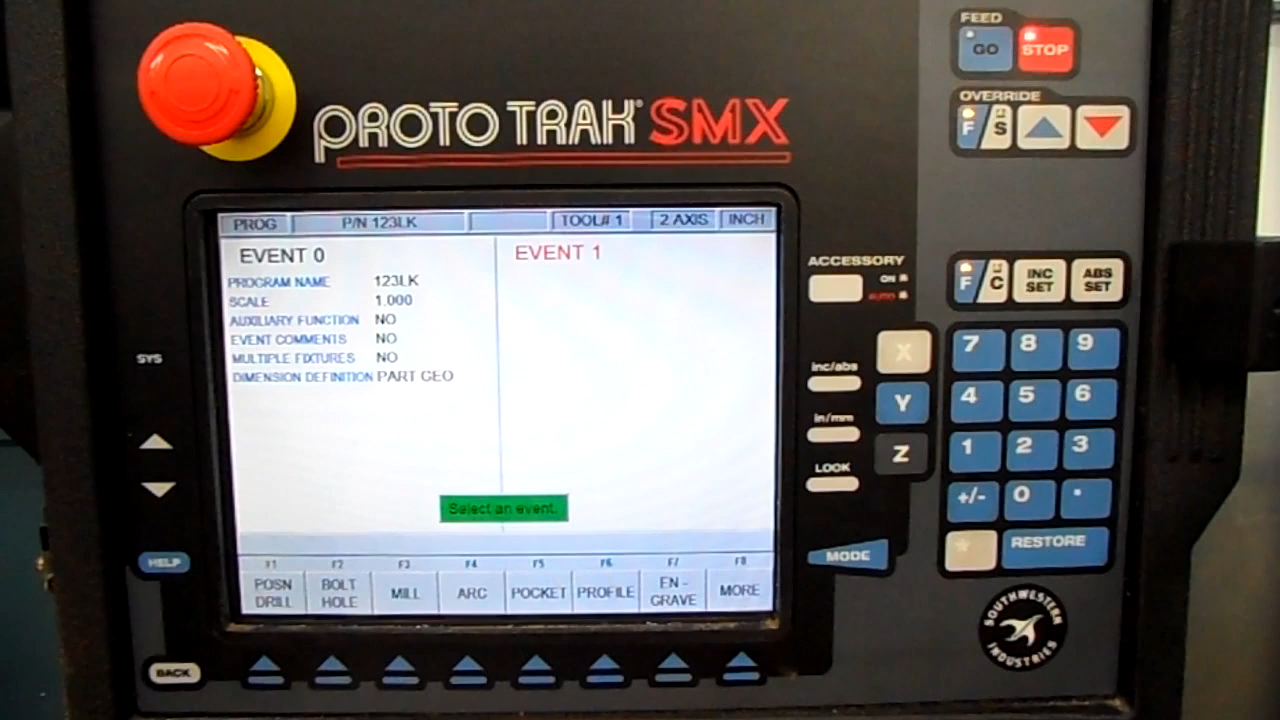 FEED
GO STOP
OVERRIDE
F S
PROTO TRAK® SMX
PROG P/N 123LK TOOL# 1 2 AXIS INCH
EVENT 0
PROGRAM NAME 123LK
SCALE 1.000
AUXILIARY FUNCTION NO
EVENT COMMENTS NO
MULTIPLE FIXTURES NO
DIMENSION DEFINITION PART GEO
EVENT 1
Select an event.
F1 F2 F3 F4 F5 F6 F7 F8
POSN
DRILL
BOLT
HOLE
MILL
ARC
POCKET
PROFILE
EN -
GRAVE
MORE
SYS
HELP
BACK
ACCESSORY
ON
AUTO
inc/abs
in/mm
LOOK
MODE
F C
INC
SET
ABS
SET
X
Y
Z
7 8 9
4 5 6
1 2 3
+/- 0 .
* RESTORE
SOUTHWESTERN
INDUSTRIES